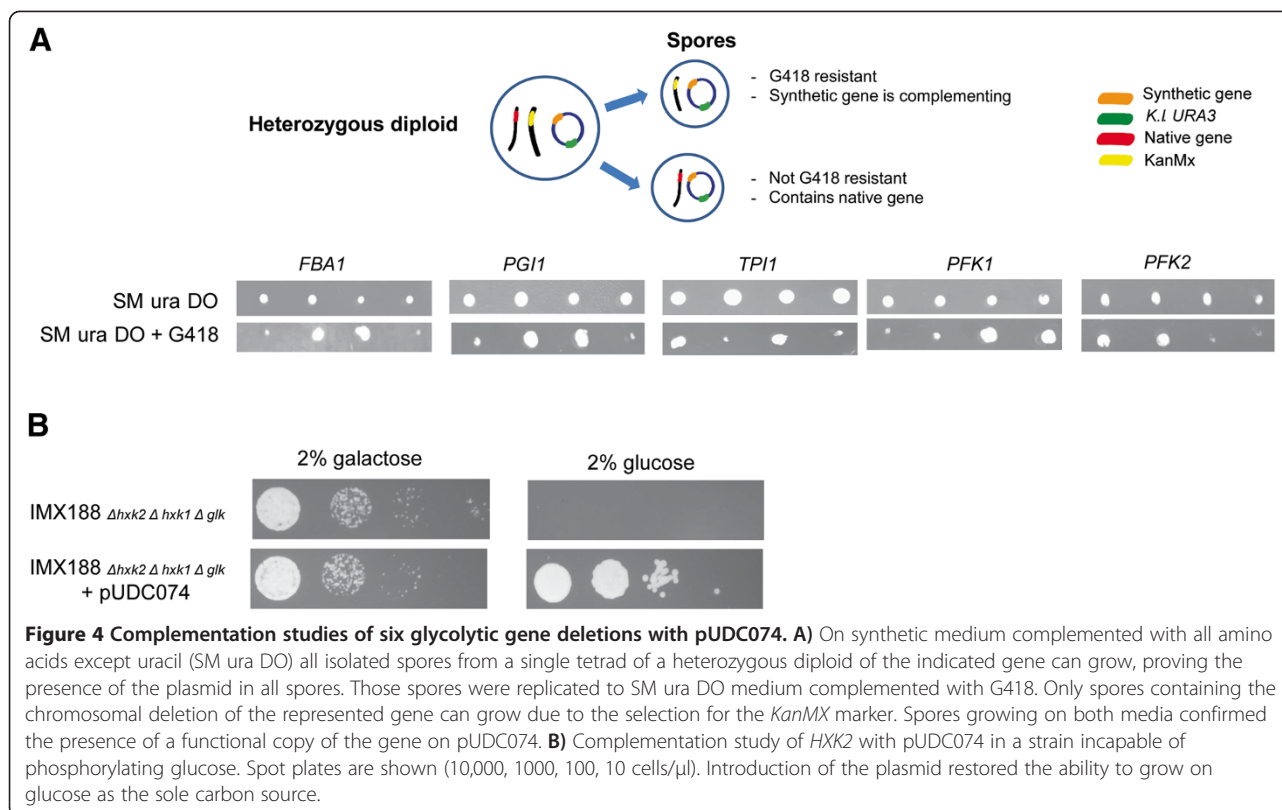 A
Spores
- G418 resistant
- Synthetic gene is complementing
Heterozygous diploid
- Not G418 resistant
- Contains native gene
Synthetic gene
K.l. URA3
Native gene
KanMx
FBA1 PGI1 TPI1 PFK1 PFK2
SM ura DO
SM ura DO + G418
B
2% galactose 2% glucose
IMX188 Δhxk2 Δ hxk1 Δ glk
IMX188 Δhxk2 Δ hxk1 Δ glk
+ pUDC074
Figure 4 Complementation studies of six glycolytic gene deletions with pUDC074. A) On synthetic medium complemented with all amino
acids except uracil (SM ura DO) all isolated spores from a single tetrad of a heterozygous diploid of the indicated gene can grow, proving the
presence of the plasmid in all spores. Those spores were replicated to SM ura DO medium complemented with G418. Only spores containing the
chromosomal deletion of the represented gene can grow due to the selection for the KanMX marker. Spores growing on both media confirmed
the presence of a functional copy of the gene on pUDC074. B) Complementation study of HXK2 with pUDC074 in a strain incapable of
phosphorylating glucose. Spot plates are shown (10,000, 1000, 100, 10 cells/μl). Introduction of the plasmid restored the ability to grow on
glucose as the sole carbon source.